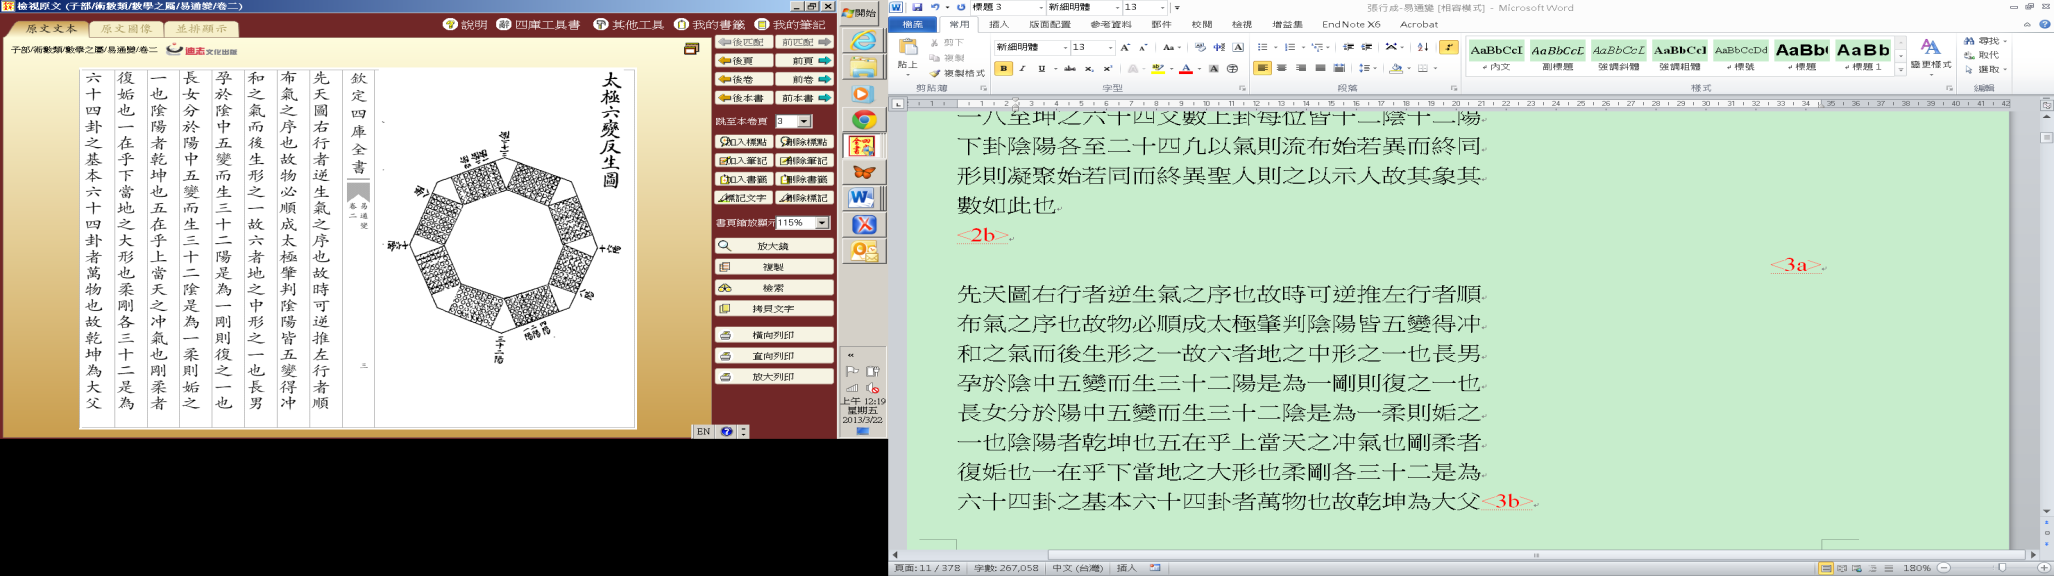 檢視原文 (子部/術數類/數學之屬/易通變/卷二)
原文文本
原文圖像
並排顯示
說明
四庫工具書
其他工具
我的書籤
我的筆記
子部/術數類/數學之屬/易通變/卷二
迪志文化出版
太極六變反生圖
三十二陽
三
欽定四庫全書
易通變
卷二
先天圖右行者逆生氣之序也故時可逆推左行者順
布氣之序也故物必順成太極肇判陰陽皆五變得冲
和之氣而後生形之一故六者地之中形之一也長男
孕於陰中五變而生三十二陽是為一剛則復之一也
長女分於陽中五變而生三十二陰是為一柔則姤之
一也陰陽者乾坤也五在乎上當天之冲氣也剛柔者
復姤也一在乎下當地之大形也柔剛各三十二是為
六十四卦之基本六十四卦者萬物也故乾坤為大父
後匹配
前匹配
後頁
前頁
後卷
前卷
後本書
前本書
跳至本卷頁
3
加入標點
刪除標點
加入筆記
刪除筆記
加入書籤
刪除書籤
標記文字
刪除標記
書頁縮放顯示
115%
放大鏡
複製
檢索
拷貝文字
橫向列印
直向列印
放大列印
EN
開始
上午 12:19
星期五
2013/3/22
標題 3
新細明體
13
張行成-易通變 [相容模式] - Microsoft Word
檔案
常用
插入
版面配置
參考資料
郵件
校閱
檢視
增益集
EndNote X6
Acrobat
貼上
剪下
複製
複製格式
剪貼簿
新細明體
13
字型
段落
AaBbCcI
內文
AaBbCcD
副標題
AaBbCcI
強調斜體
AaBbCcI
強調粗體
AaBbCcDd
標號
AaBb
標題
AaBb
標題 1
變更樣式
樣式
尋找
取代
選取
編輯
一八至坤之六十四爻數上卦每位皆十二陰十二陽
下卦陰陽各至二十四九以氣則流布始若異而終同
形則凝聚始若同而終異聖人則之以示人故其象其
數如此也
<2b>
<3a>
先天圖右行者逆生氣之序也故時可逆推左行者順
布氣之序也故物必順成太極肇判陰陽皆五變得冲
和之氣而後生形之一故六者地之中形之一也長男
孕於陰中五變而生三十二陽是為一剛則復之一也
長女分於陽中五變而生三十二陰是為一柔則姤之
一也陰陽者乾坤也五在乎上當天之冲氣也剛柔者
復姤也一在乎下當地之大形也柔剛各三十二是為
六十四卦之基本六十四卦者萬物也故乾坤為大父<3b>
頁面: 11 / 378
字數: 267,058
中文 (台灣)
插入
180%